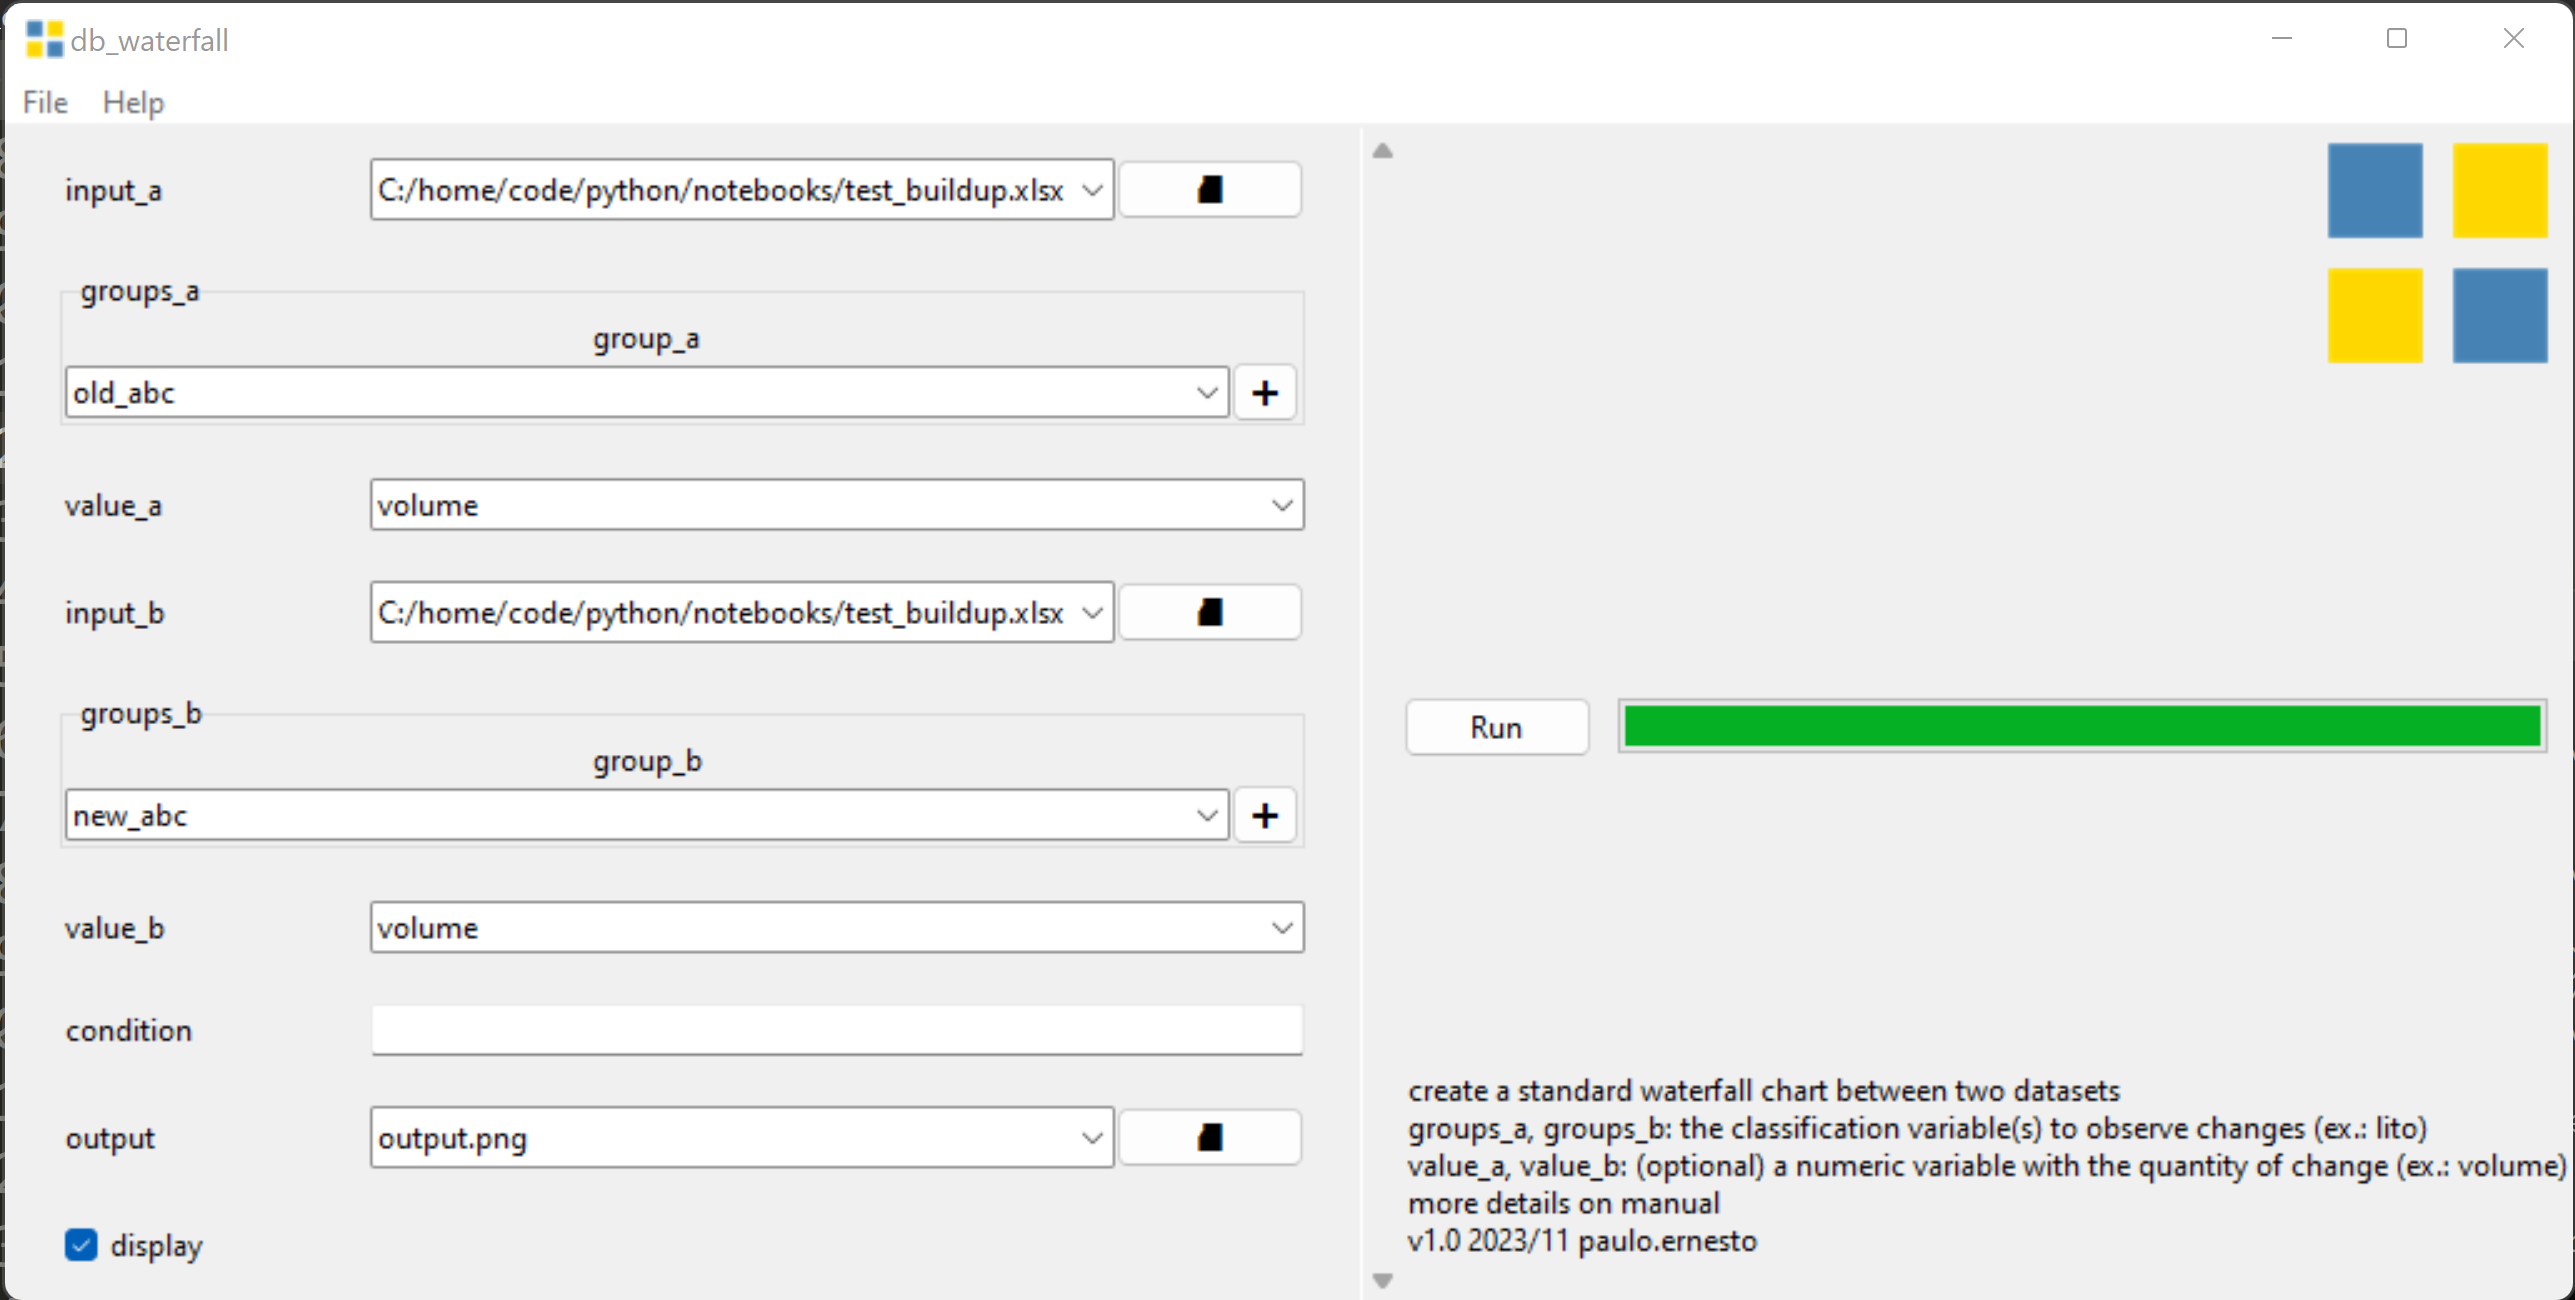 db_waterfall
File Help
input_a C:/home/code/python/notebooks/test_buildup.xlsx
groups_a
group_a
old_abc +
value_a volume
input_b C:/home/code/python/notebooks/test_buildup.xlsx
groups_b
group_b
new_abc +
value_b volume
condition
output output.png
display
Run
create a standard waterfall chart between two datasets
groups_a, groups_b: the classification variable(s) to observe changes (ex.: lito)
value_a, value_b: (optional) a numeric variable with the quantity of change (ex.: volume)
more details on manual
v1.0 2023/11 paulo.ernesto